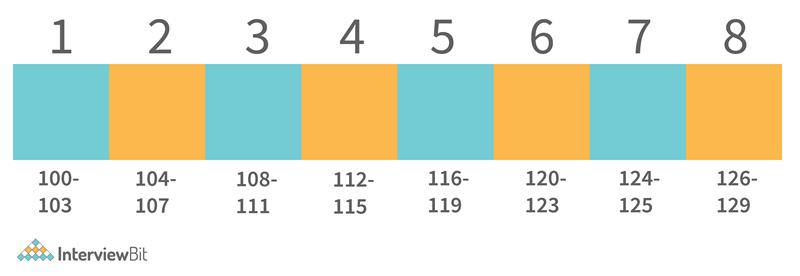 1 2 3 4 5 6 7 8
100- 104- 108- 112- 116- 120- 124- 126-
103 107 111 115 119 123 125 129
InterviewBit